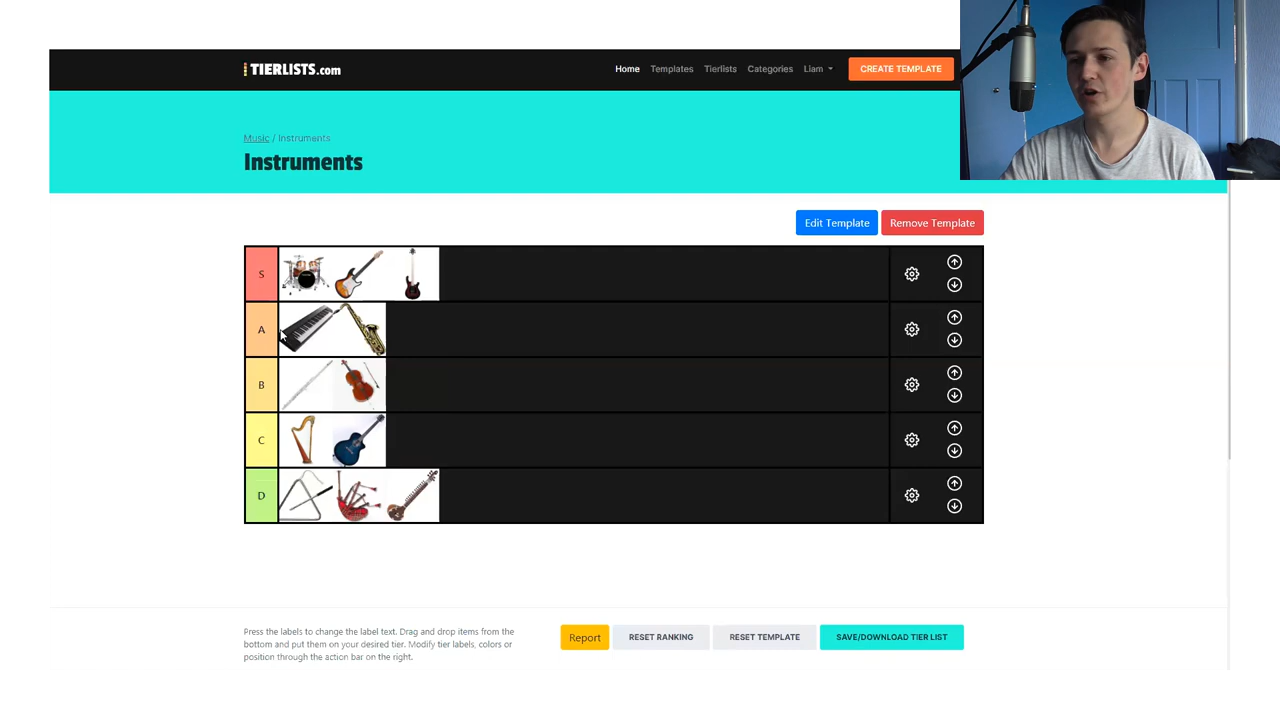 TIERLISTS.com
Home Templates Tierlists Categories Liam CREATE TEMPLATE
Music / Instruments
Instruments
Edit Template Remove Template
S
A
B
C
D
Press the labels to change the label text. Drag and drop items from the
bottom and put them on your desired tier. Modify tier labels, colors or
position through the action bar on the right.
Report RESET RANKING RESET TEMPLATE SAVE/DOWNLOAD TIER LIST